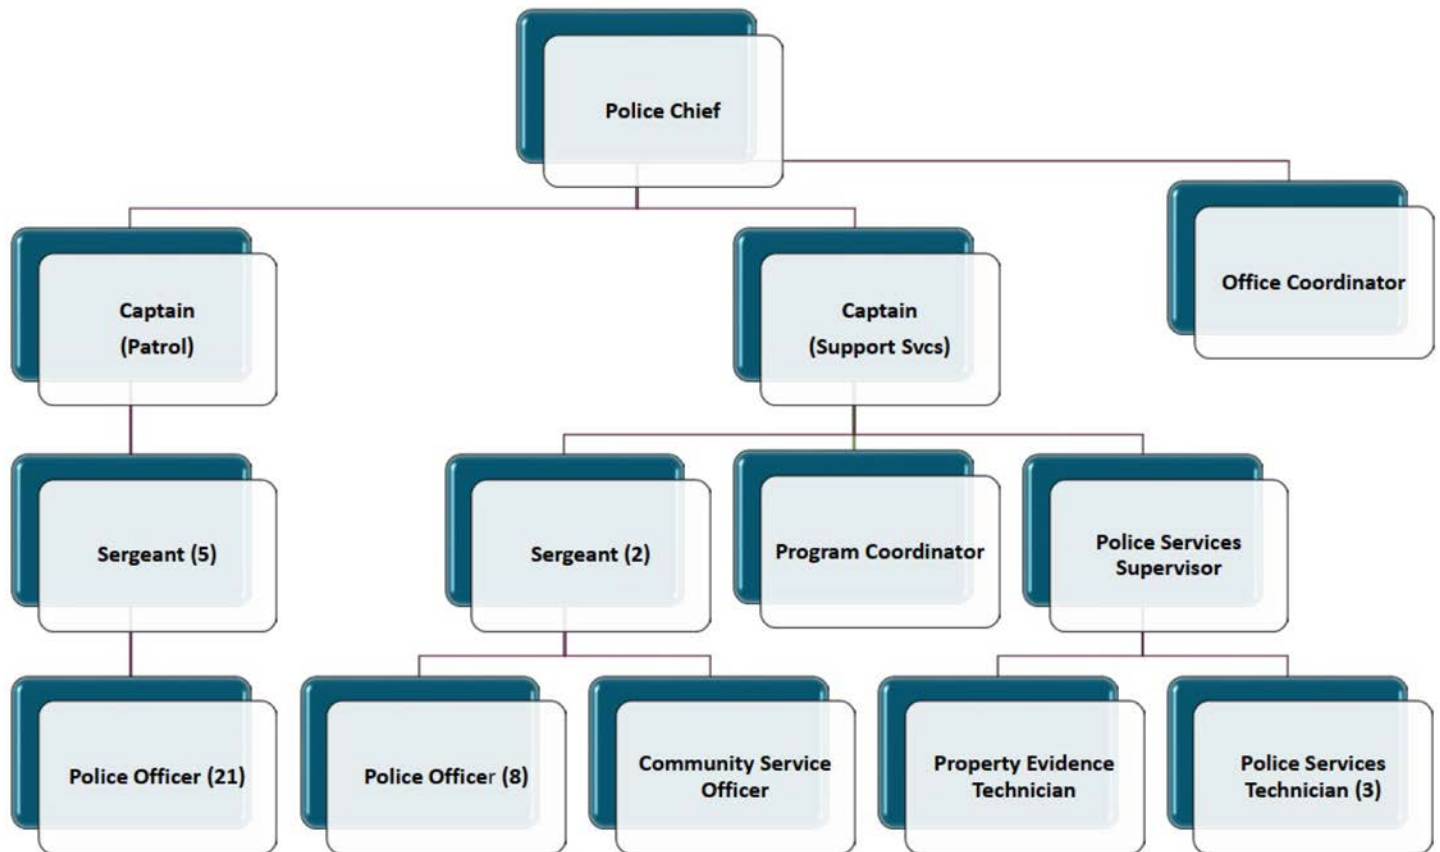 Police Chief
Office Coordinator
Captain
(Patrol)
Captain
(Support Svcs)
Sergeant (5)
Sergeant (2)
Program Coordinator
Police Services
Supervisor
Police Officer (21)
Police Officer (8)
Community Service
Officer
Property Evidence
Technician
Police Services
Technician (3)